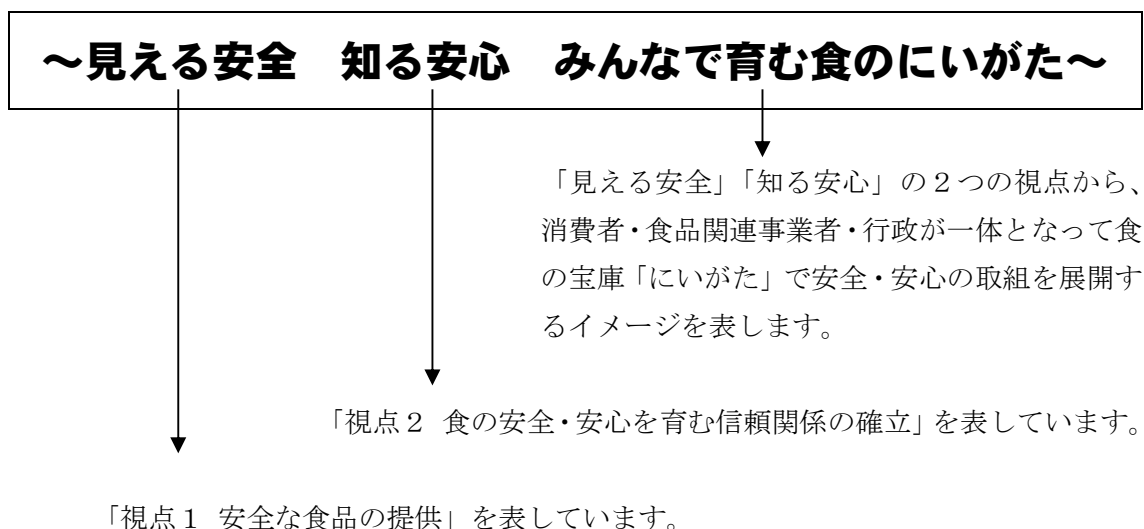 ～見える安全　知る安心　みんなで育む食のにいがた～
「見える安全」「知る安心」の２つの視点から、
消費者・食品関連事業者・行政が一体となって食
の宝庫「にいがた」で安全・安心の取組を展開す
るイメージを表します。
「視点２　食の安全・安心を育む信頼関係の確立」を表しています。
「視点１　安全な食品の提供」を表しています。